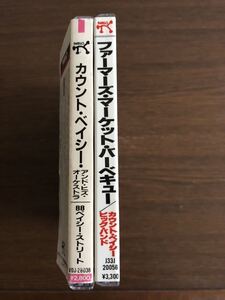 カウント・ベイシー・
アンド・ヒズ・
オーケストラ
88 ベイシー・ストリート
¥2,800
ファーマーズ・マーケット・バーベキュー/
カウント・ベイシー
ビッグ・バンド
J33J
20056
¥3,300